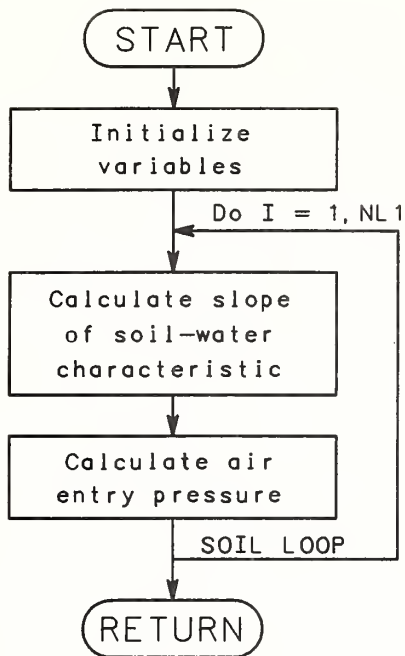 START
Initialize
variables
Do I = 1, NL1
Calculate slope
of soil-water
characteristic
Calculate air
entry pressure
SOIL LOOP
RETURN